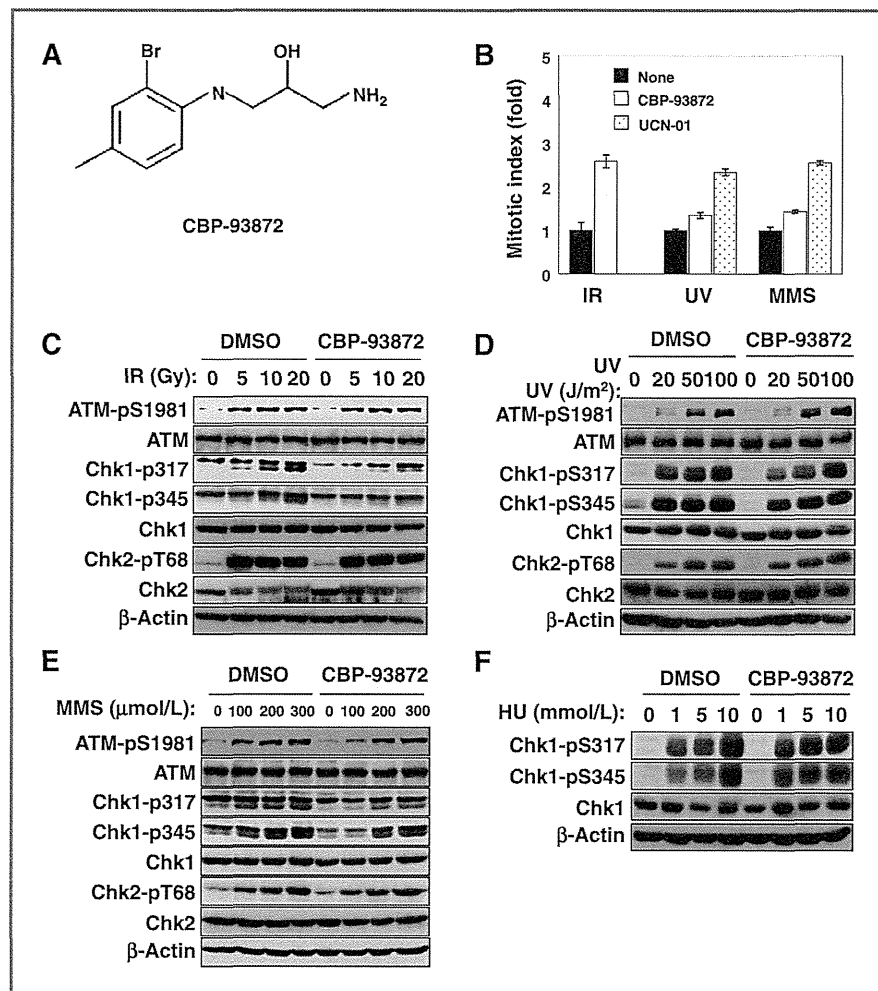 A
Br
OH
N
NH₂
CBP-93872
B
Mitotic index (fold)
5
4
3
2
1
0
None
CBP-93872
UCN-01
IR UV MMS
C
DMSO CBP-93872
IR (Gy): 0 5 10 20 0 5 10 20
ATM-pS1981
ATM
Chk1-p317
Chk1-p345
Chk1
Chk2-pT68
Chk2
β-Actin
D
DMSO CBP-93872
UV
UV (J/m²): 0 20 50100 0 20 50100
ATM-pS1981
ATM
Chk1-pS317
Chk1-pS345
Chk1
Chk2-pT68
Chk2
β-Actin
E
DMSO CBP-93872
MMS (μmol/L): 0 100 200 300 0 100 200 300
ATM-pS1981
ATM
Chk1-p317
Chk1-p345
Chk1
Chk2-pT68
Chk2
β-Actin
F
DMSO CBP-93872
HU (mmol/L): 0 1 5 10 0 1 5 10
Chk1-pS317
Chk1-pS345
Chk1
β-Actin